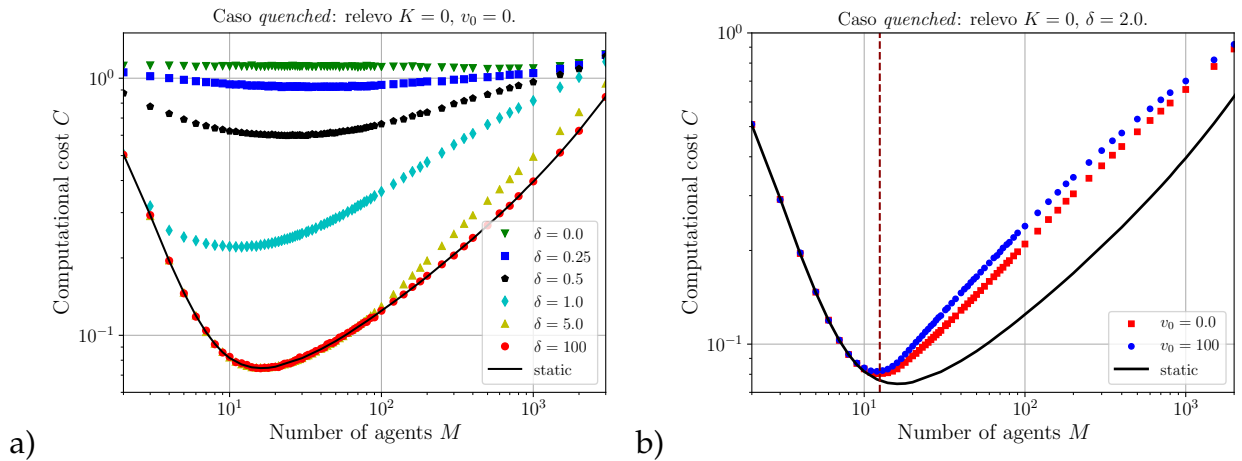 Caso quenched: relevo K = 0, v₀ = 0.
Computational cost C
10⁰
10⁻¹
δ = 0.0
δ = 0.25
δ = 0.5
δ = 1.0
δ = 5.0
δ = 100
static
10¹
10²
10³
Number of agents M
a)
Caso quenched: relevo K = 0, δ = 2.0.
Computational cost C
10⁰
10⁻¹
v₀ = 0.0
v₀ = 100
static
10¹
10²
10³
Number of agents M
b)